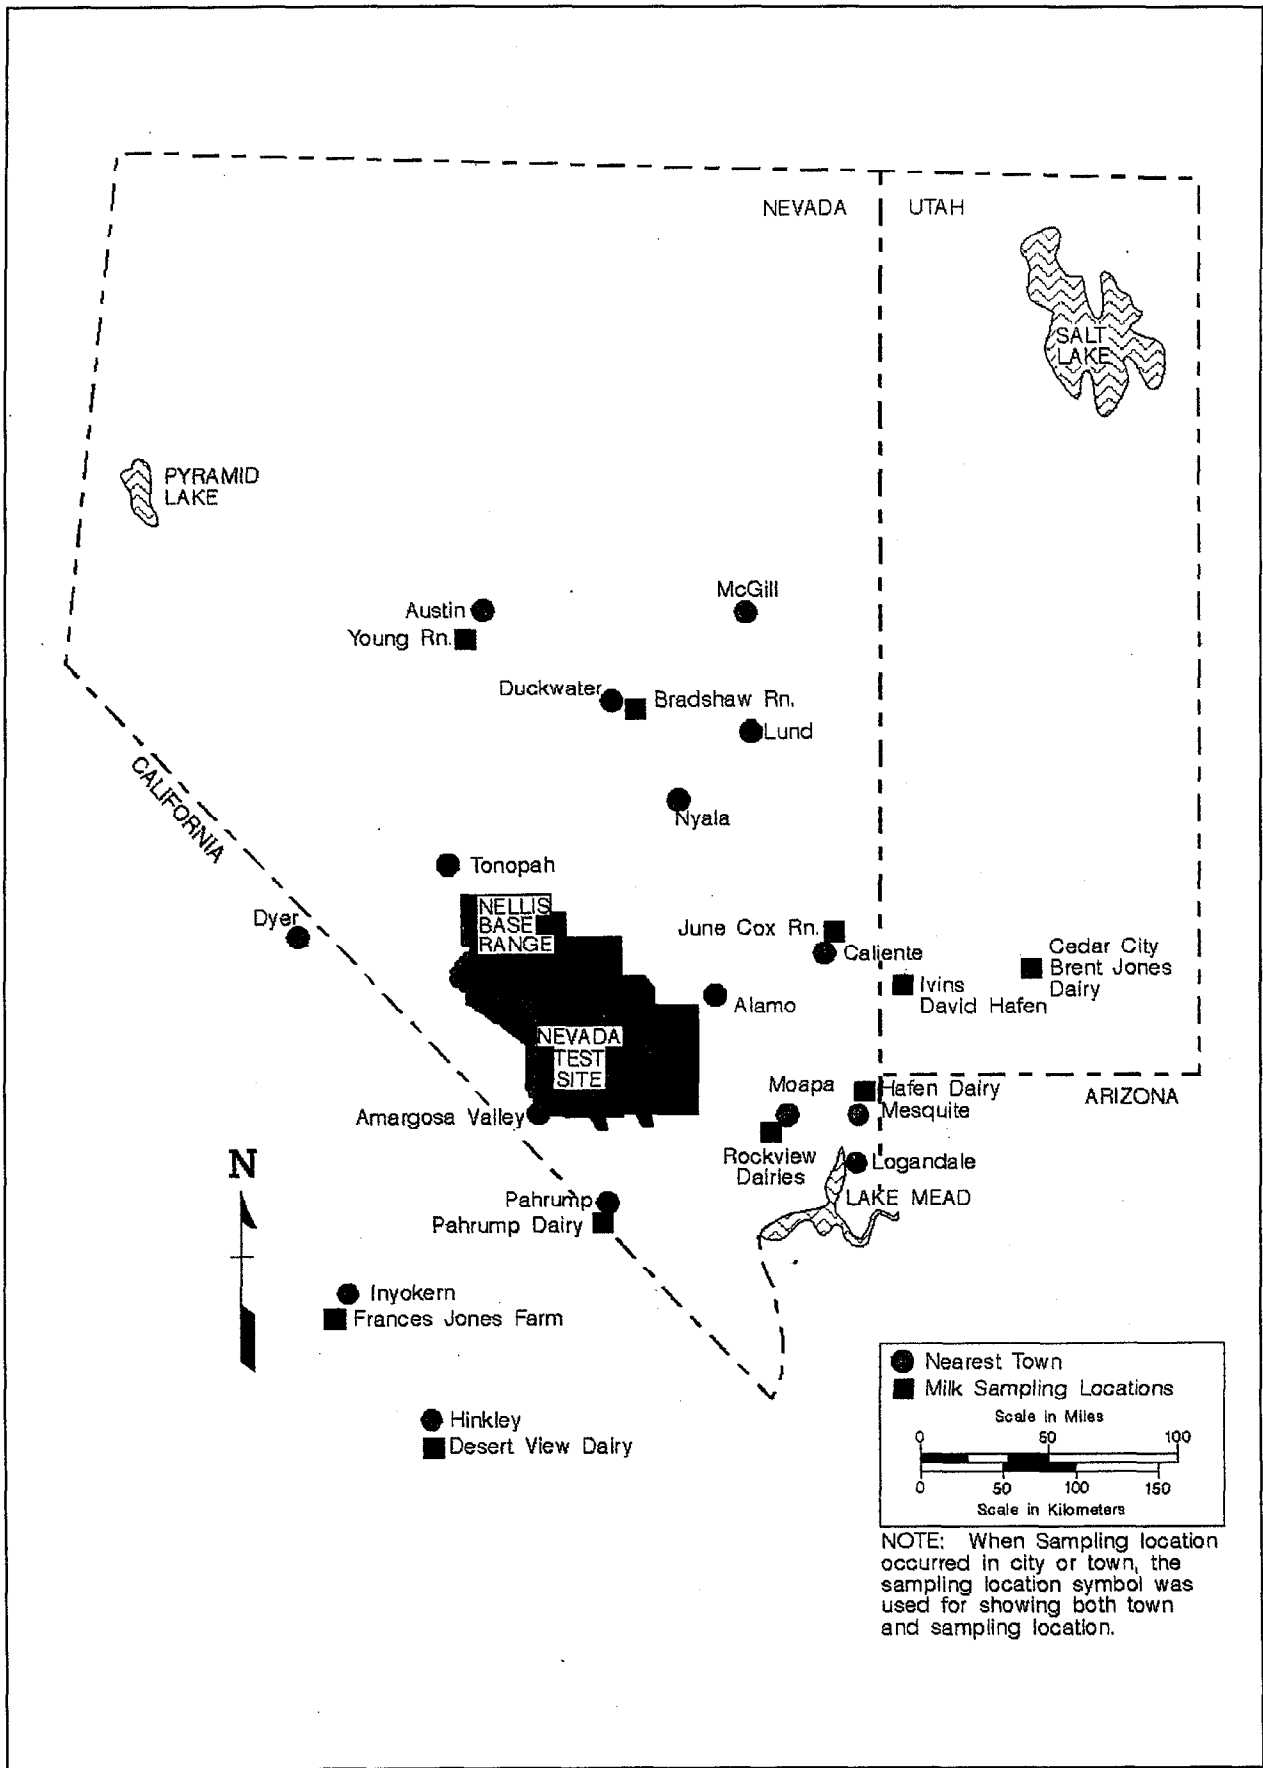 NEVADA
UTAH
SALT
LAKE
PYRAMID
LAKE
McGill
Austin
Young Rn.
Duckwater
Bradshaw Rn.
Lund
CALIFORNIA
Nyala
Tonopah
NELLIS
BASE
RANGE
Dyer
June Cox Rn.
Caliente
Cedar City
Brent Jones
Dairy
Ivins
David Hafen
Alamo
NEVADA
TEST
SITE
Moapa
Hafen Dairy
ARIZONA
Mesquite
Amargosa Valley
Rockview
Dairies
Logandale
N
LAKE MEAD
Pahrump
Pahrump Dairy
Inyokern
Frances Jones Farm
Hinkley
Desert View Dairy
Nearest Town
Milk Sampling Locations
Scale in Miles
0 50 100
0 50 100 150
Scale in Kilometers
NOTE: When Sampling location
occurred in city or town, the
sampling location symbol was
used for showing both town
and sampling location.